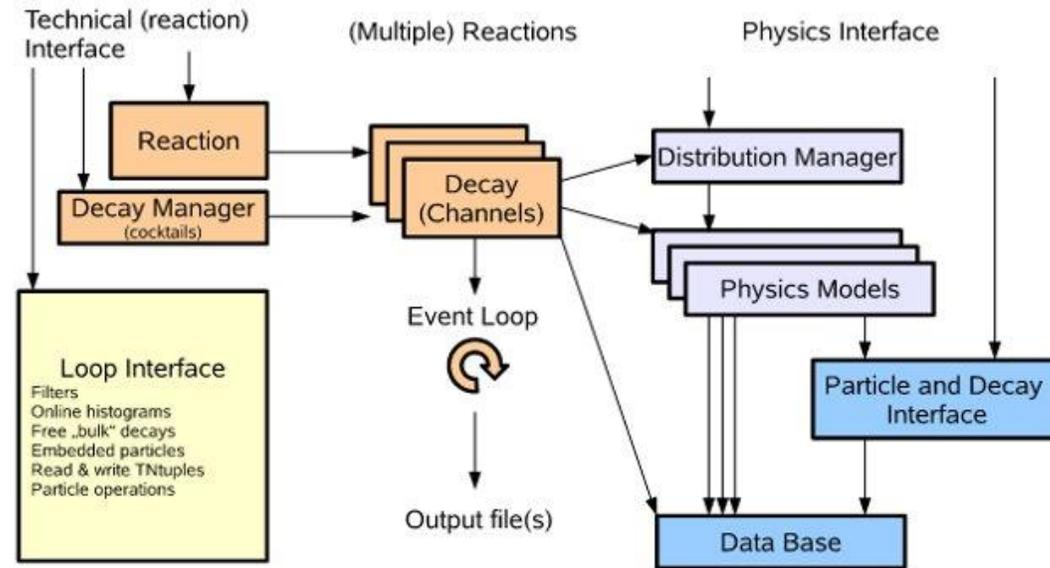 Technical (reaction)
Interface
(Multiple) Reactions
Physics Interface
Reaction
Decay Manager
(cocktails)
Decay
(Channels)
Distribution Manager
Physics Models
Event Loop
Loop Interface
Filters
Online histograms
Free „bulk“ decays
Embedded particles
Read & write TNtuples
Particle operations
Particle and Decay
Interface
Output file(s)
Data Base